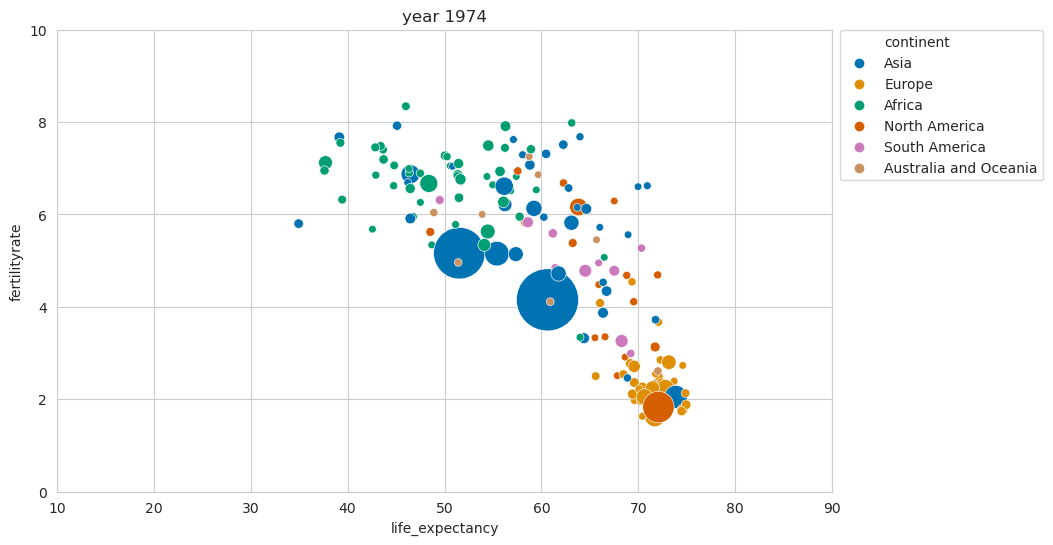 year 1974
continent
Asia
Europe
Africa
North America
South America
Australia and Oceania
fertilityrate
10
8
6
4
2
0
10 20 30 40 50 60 70 80 90
life_expectancy